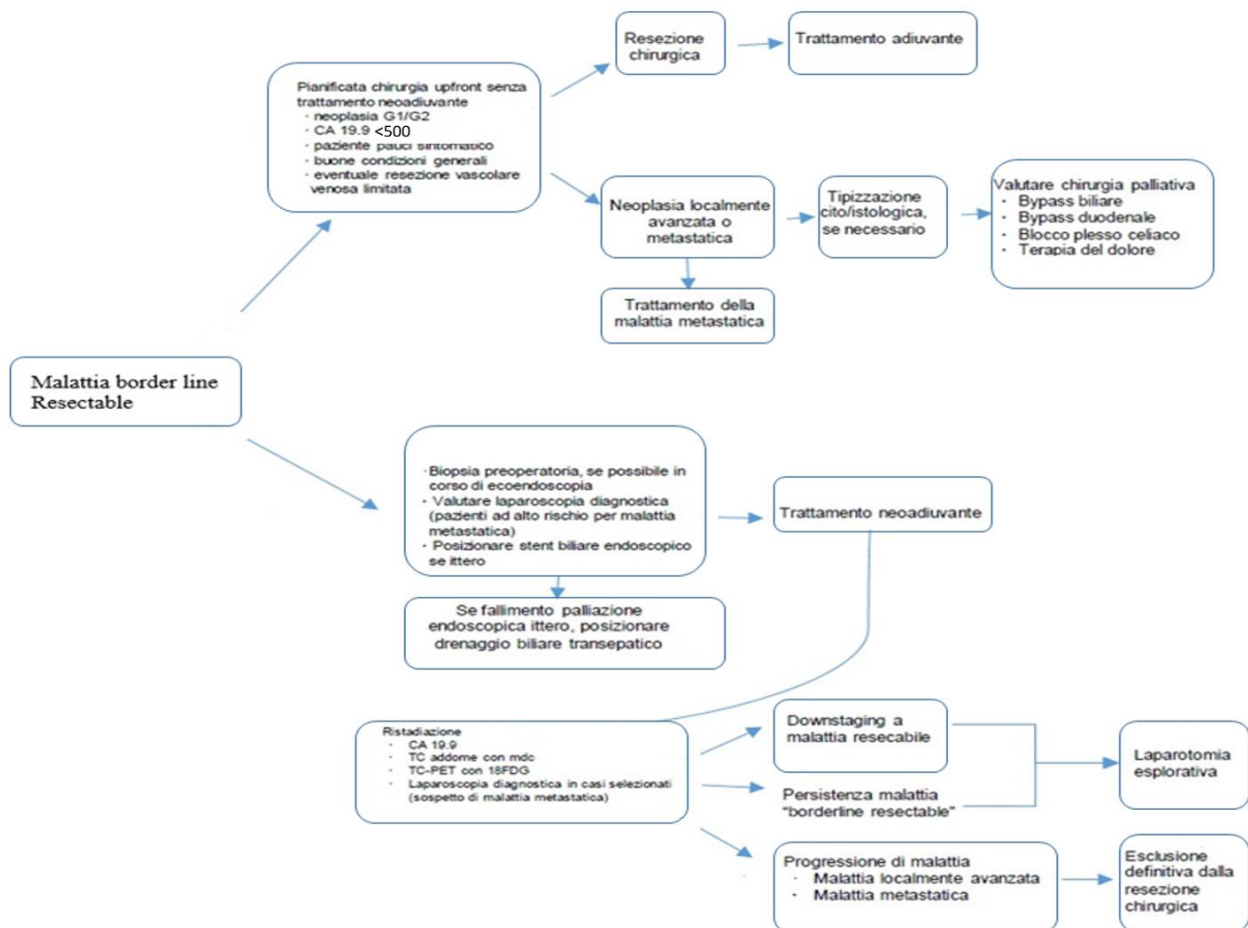 Pianificata chirurgia upfront senza
trattamento neoadiuvante
· neoplasia G1/G2
· CA 19.9 <500
· paziente pauci sintomatico
· buone condizioni generali
· eventuale resezione vascolare
venosa limitata
Resezione
chirurgica
Trattamento adiuvante
Neoplasia localmente
avanzata o
metastatica
Tipizzazione
cito/istologica,
se necessario
Valutare chirurgia palliativa
· Bypass biliare
· Bypass duodenale
· Blocco plesso celiaco
· Terapia del dolore
Trattamento della
malattia metastatica
Malattia border line
Resectable
·Biopsia preoperatoria, se possibile in
corso di ecoendoscopia
· Valutare laparoscopia diagnostica
(pazienti ad alto rischio per malattia
metastatica)
· Posizionare stent biliare endoscopico
se ittero
Trattamento neoadiuvante
Se fallimento palliazione
endoscopica ittero, posizionare
drenaggio biliare transepatico
Ristadiazione
· CA 19.9
· TC addome con mdc
· TC-PET con 18FDG
· Laparoscopia diagnostica in casi selezionati
(sospetto di malattia metastatica)
Downstaging a
malattia resecabile
Persistenza malattia
"borderline resectable"
Laparotomia
esplorativa
Progressione di malattia
· Malattia localmente avanzata
· Malattia metastatica
Esclusione
definitiva dalla
resezione
chirurgica